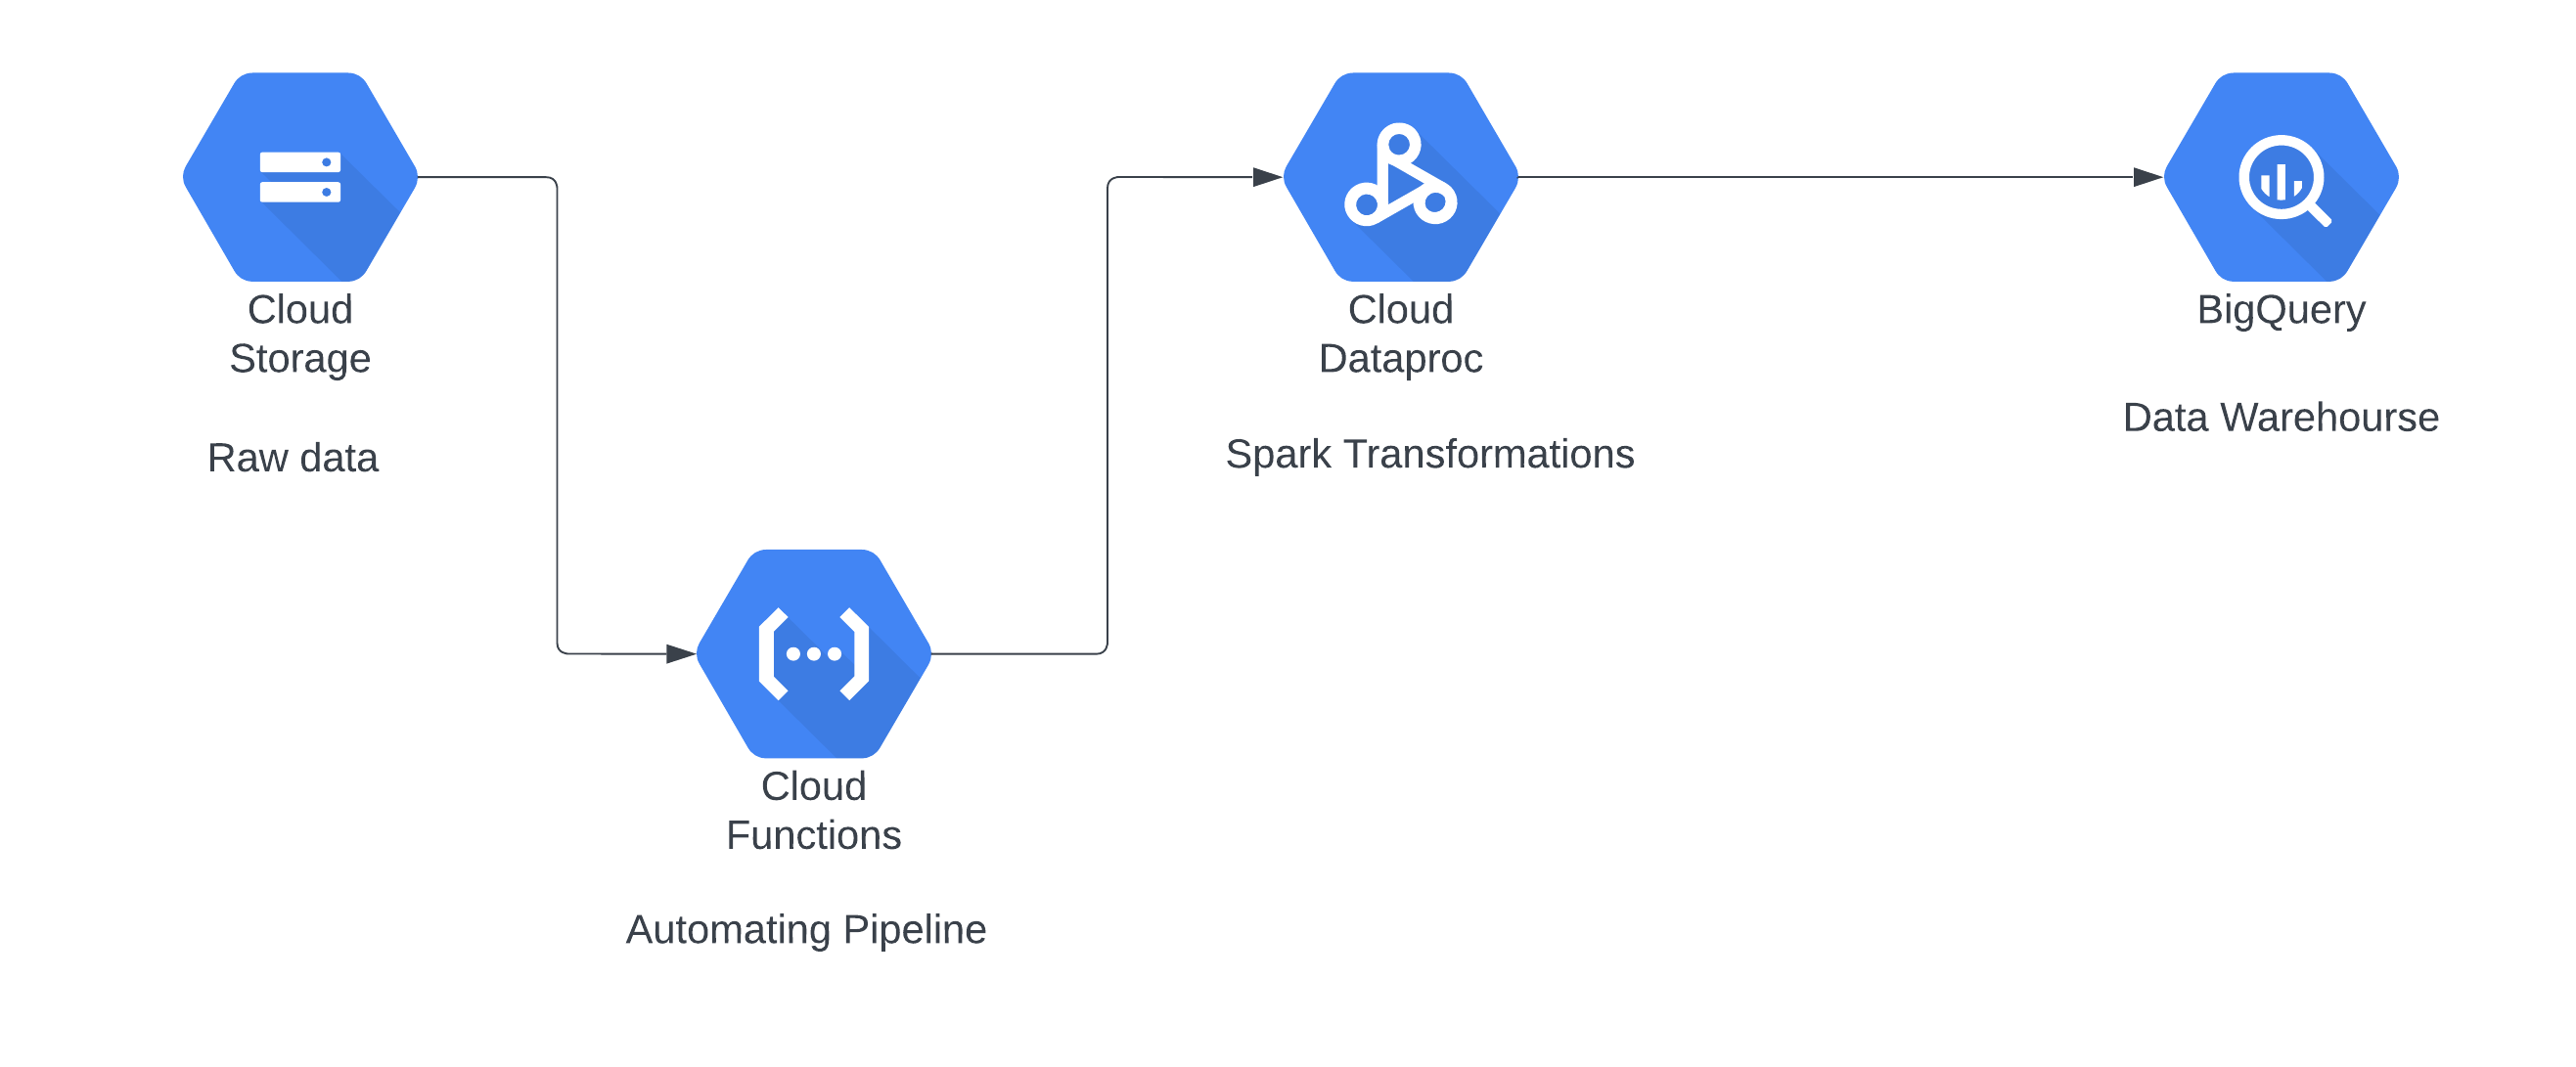 Cloud
Storage
Raw data
Cloud
Functions
Automating Pipeline
Cloud
Dataproc
Spark Transformations
BigQuery
Data Warehourse